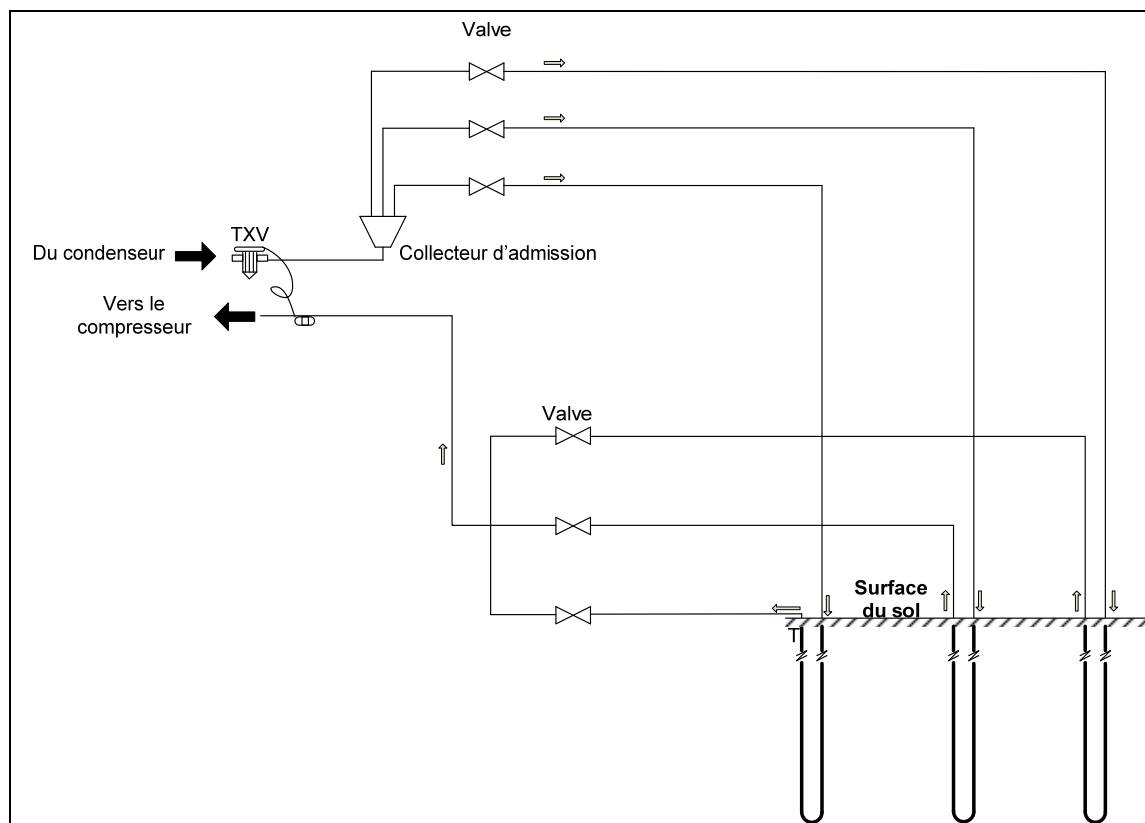 Valve
TXV
Du condenseur
Collecteur d'admission
Vers le
compresseur
Valve
Surface
du sol
T